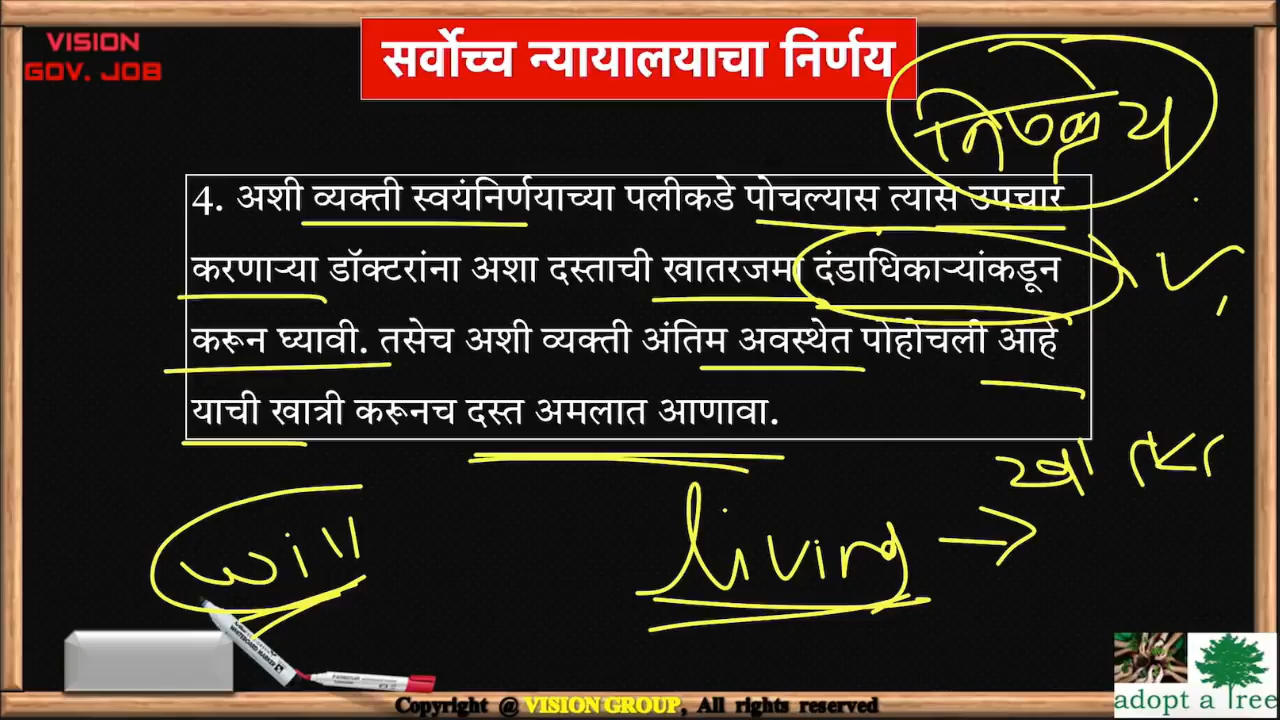 VISION
GOV. JOB
सर्वोच्च न्यायालयाचा निर्णय
4. अशी व्यक्ती स्वयंनिर्णयाच्या पलीकडे पोचल्यास त्यास उपचार
करणाऱ्या डॉक्टरांना अशा दस्ताची खातरजमा दंडाधिकाऱ्यांकडून
करून घ्यावी. तसेच अशी व्यक्ती अंतिम अवस्थेत पोहोचली आहे
याची खात्री करूनच दस्त अमलात आणावा.
will
living →
Copyright @ VISION GROUP, All rights reserved
adopt a Tree